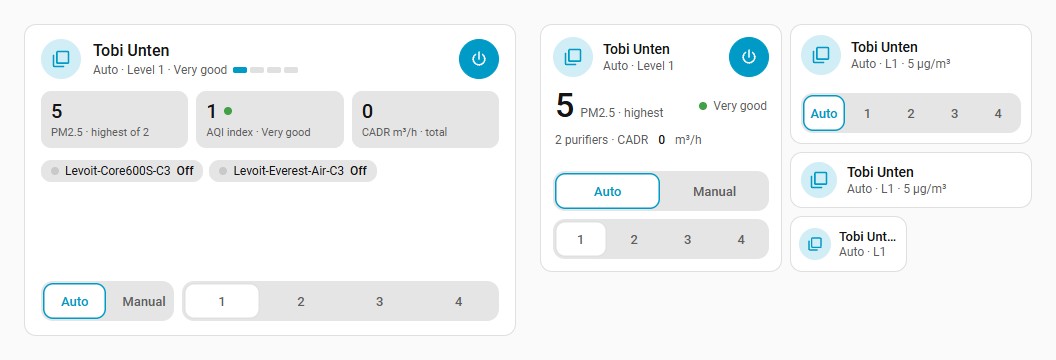 Tobi Unten
Auto · Level 1 · Very good
5
PM2.5 · highest of 2
1
AQI index · Very good
0
CADR m³/h · total
Levoit-Core600S-C3 Off
Levoit-Everest-Air-C3 Off
Auto Manual 1 2 3 4
Tobi Unten
Auto · Level 1
5 PM2.5 · highest Very good
2 purifiers · CADR 0 m³/h
Auto Manual
1 2 3 4
Tobi Unten
Auto · L1 · 5 µg/m³
Auto 1 2 3 4
Tobi Unten
Auto · L1 · 5 µg/m³
Tobi Unt...
Auto · L1